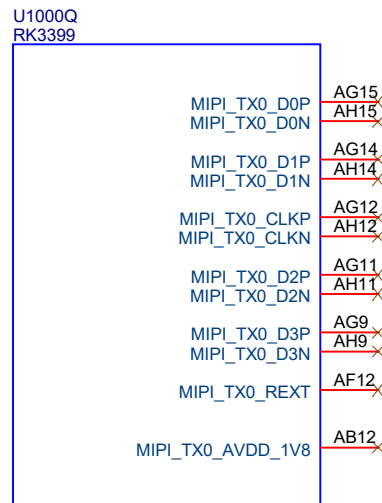 U1000Q
RK3399
MIPI_TX0_D0P AG15
MIPI_TX0_D0N AH15
MIPI_TX0_D1P AG14
MIPI_TX0_D1N AH14
MIPI_TX0_CLKP AG12
MIPI_TX0_CLKN AH12
MIPI_TX0_D2P AG11
MIPI_TX0_D2N AH11
MIPI_TX0_D3P AG9
MIPI_TX0_D3N AH9
MIPI_TX0_REXT AF12
MIPI_TX0_AVDD_1V8 AB12